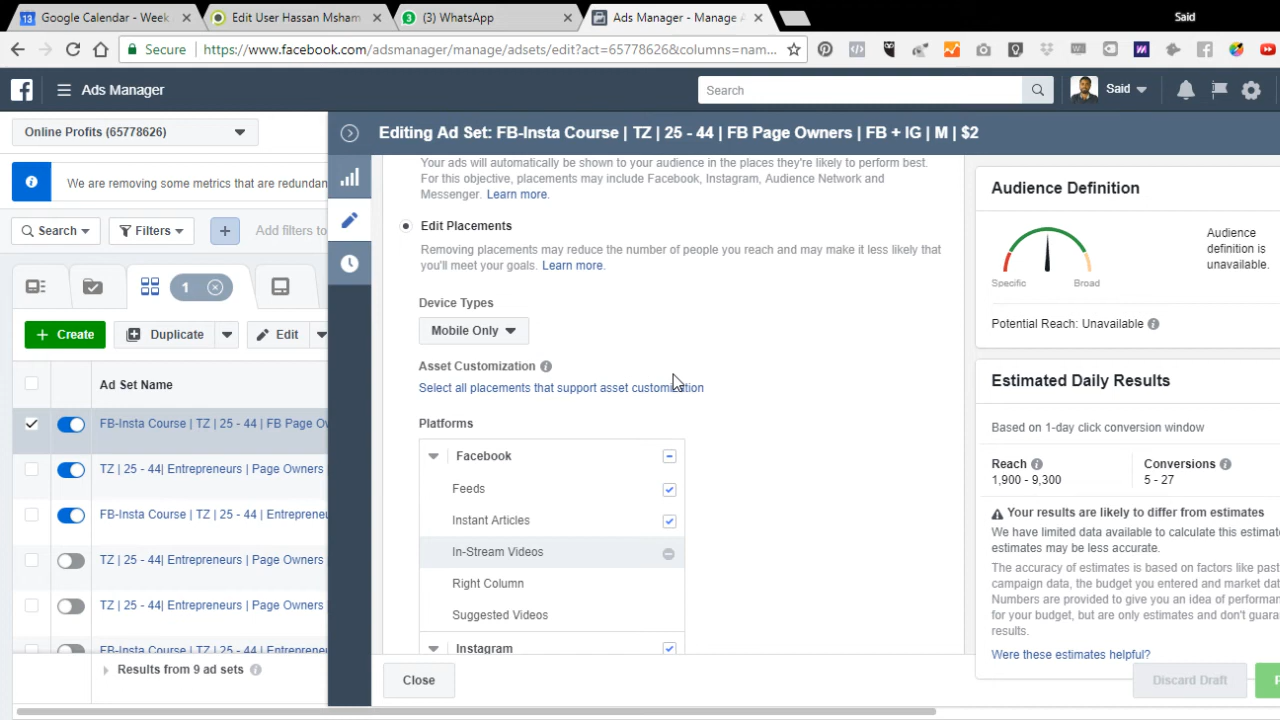 Google Calendar - Week
Edit User Hassan Msham
(3) WhatsApp
Ads Manager - Manage A
Said
Secure
https://www.facebook.com/adsmanager/manage/adsets/edit?act=65778626&columns=nam...
Ads Manager
Search
Said
Online Profits (65778626)
Editing Ad Set: FB-Insta Course | TZ | 25 - 44 | FB Page Owners | FB + IG | M | $2
We are removing some metrics that are redundan
Search
Filters
Add filters to
1
Create
Duplicate
Edit
Ad Set Name
FB-Insta Course | TZ | 25 - 44 | FB Page Ow
TZ | 25 - 44| Entrepreneurs | Page Owners
FB-Insta Course | TZ | 25 - 44 | Entrepreneu
TZ | 25 - 44| Entrepreneurs | Page Owners
TZ | 25 - 44| Entrepreneurs | Page Owners
FB-Insta Course | TZ | 25 - 44 | Entrepreneu
Results from 9 ad sets
Your ads will automatically be shown to your audience in the places they're likely to perform best.
For this objective, placements may include Facebook, Instagram, Audience Network and
Messenger. Learn more.
Edit Placements
Removing placements may reduce the number of people you reach and may make it less likely that
you'll meet your goals. Learn more.
Device Types
Mobile Only
Asset Customization
Select all placements that support asset customization
Platforms
Facebook
Feeds
Instant Articles
In-Stream Videos
Right Column
Suggested Videos
Instagram
Close
Audience Definition
Audience
definition is
unavailable.
Specific
Broad
Potential Reach: Unavailable
Estimated Daily Results
Based on 1-day click conversion window
Reach
1,900 - 9,300
Conversions
5 - 27
Your results are likely to differ from estimates
We have limited data available to calculate this estimate
estimates may be less accurate.
The accuracy of estimates is based on factors like past
campaign data, the budget you entered and market dat
Numbers are provided to give you an idea of performan
for your budget, but are only estimates and don't guara
results.
Were these estimates helpful?
Discard Draft
P